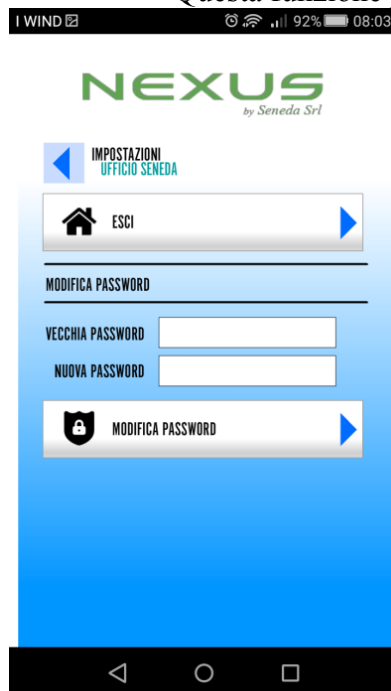 Questa funzione
I WIND 92% 08:03
NEXUS
by Seneda Srl
IMPOSTAZIONI
UFFICIO SENEDA
ESCI
MODIFICA PASSWORD
VECCHIA PASSWORD
NUOVA PASSWORD
MODIFICA PASSWORD